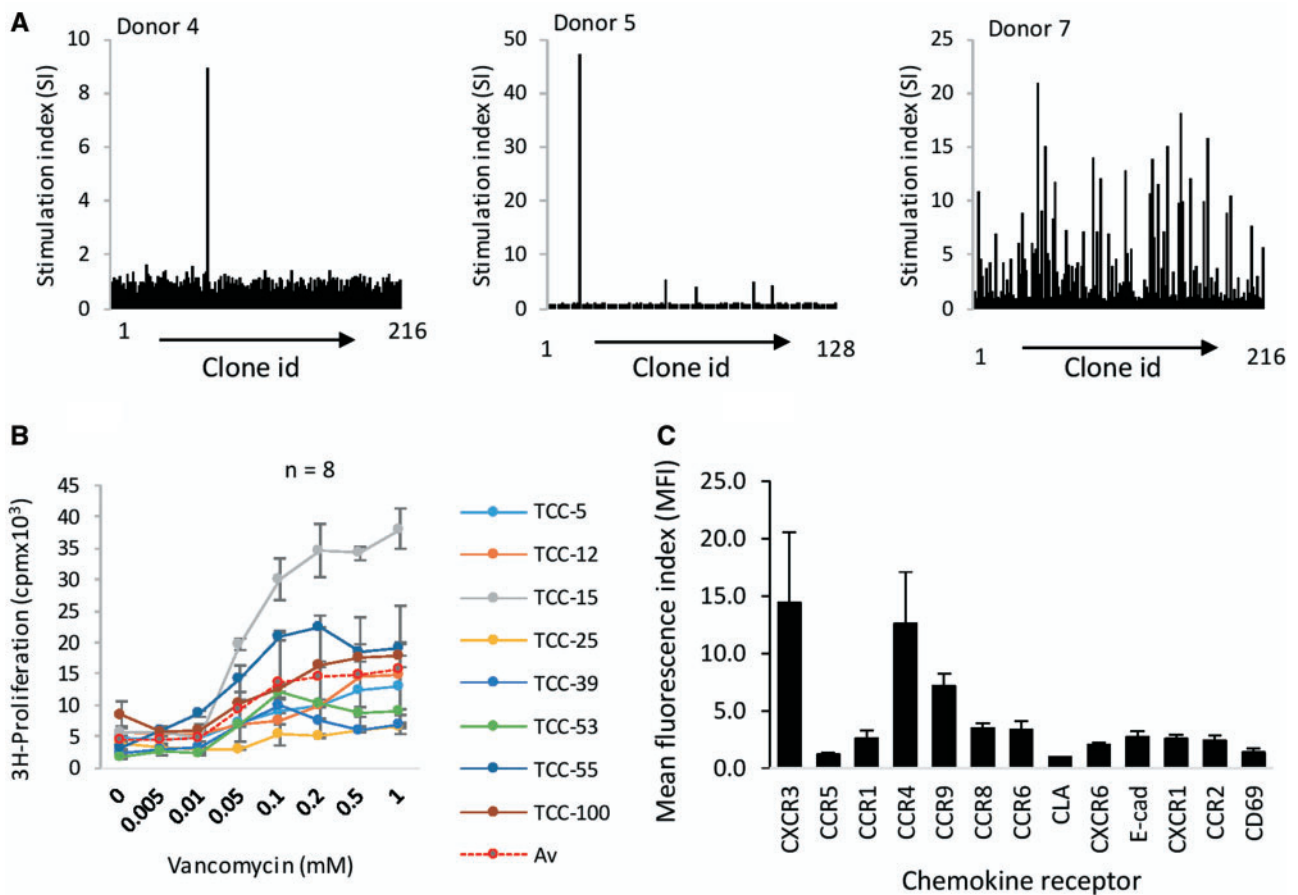 A
Donor 4
Donor 5
Donor 7
Stimulation index (SI)
10
8
6
4
2
0
1
216
Clone id
Stimulation index (SI)
50
40
30
20
10
0
1
128
Clone id
Stimulation index (SI)
25
20
15
10
5
0
1
216
Clone id
B
n = 8
3H-Proliferation (cpmx10³)
45
40
35
30
25
20
15
10
5
0
0 0.005 0.01 0.05 0.1 0.2 0.5 1
Vancomycin (mM)
TCC-5
TCC-12
TCC-15
TCC-25
TCC-39
TCC-53
TCC-55
TCC-100
Av
C
Mean fluorescence index (MFI)
25.0
20.0
15.0
10.0
5.0
0.0
CXCR3 CCR5 CCR1 CCR4 CCR9 CCR8 CCR6 CLA CXCR6 E-cad CXCR1 CCR2 CD69
Chemokine receptor